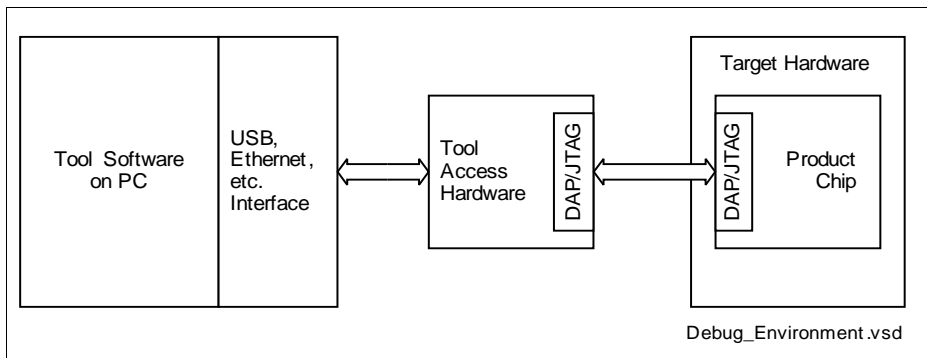 Tool Software
on PC
USB,
Ethernet,
etc.
Interface
Tool
Access
Hardware
DAP/JTAG
Target Hardware
DAP/JTAG
Product
Chip
Debug_Environment.vsd